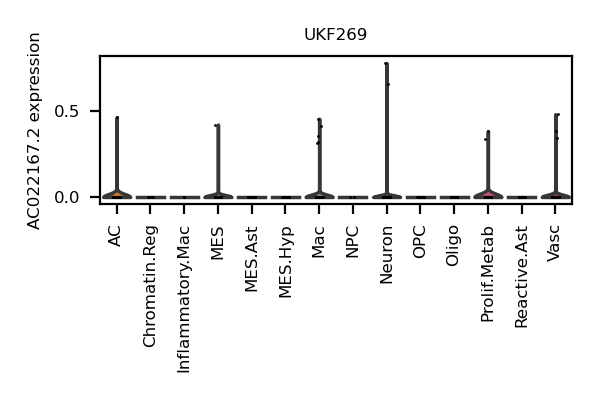 UKF269
AC022167.2 expression
0.5
0.0
AC
Chromatin.Reg
Inflammatory.Mac
MES
MES.Ast
MES.Hyp
Mac
NPC
Neuron
OPC
Oligo
Prolif.Metab
Reactive.Ast
Vasc